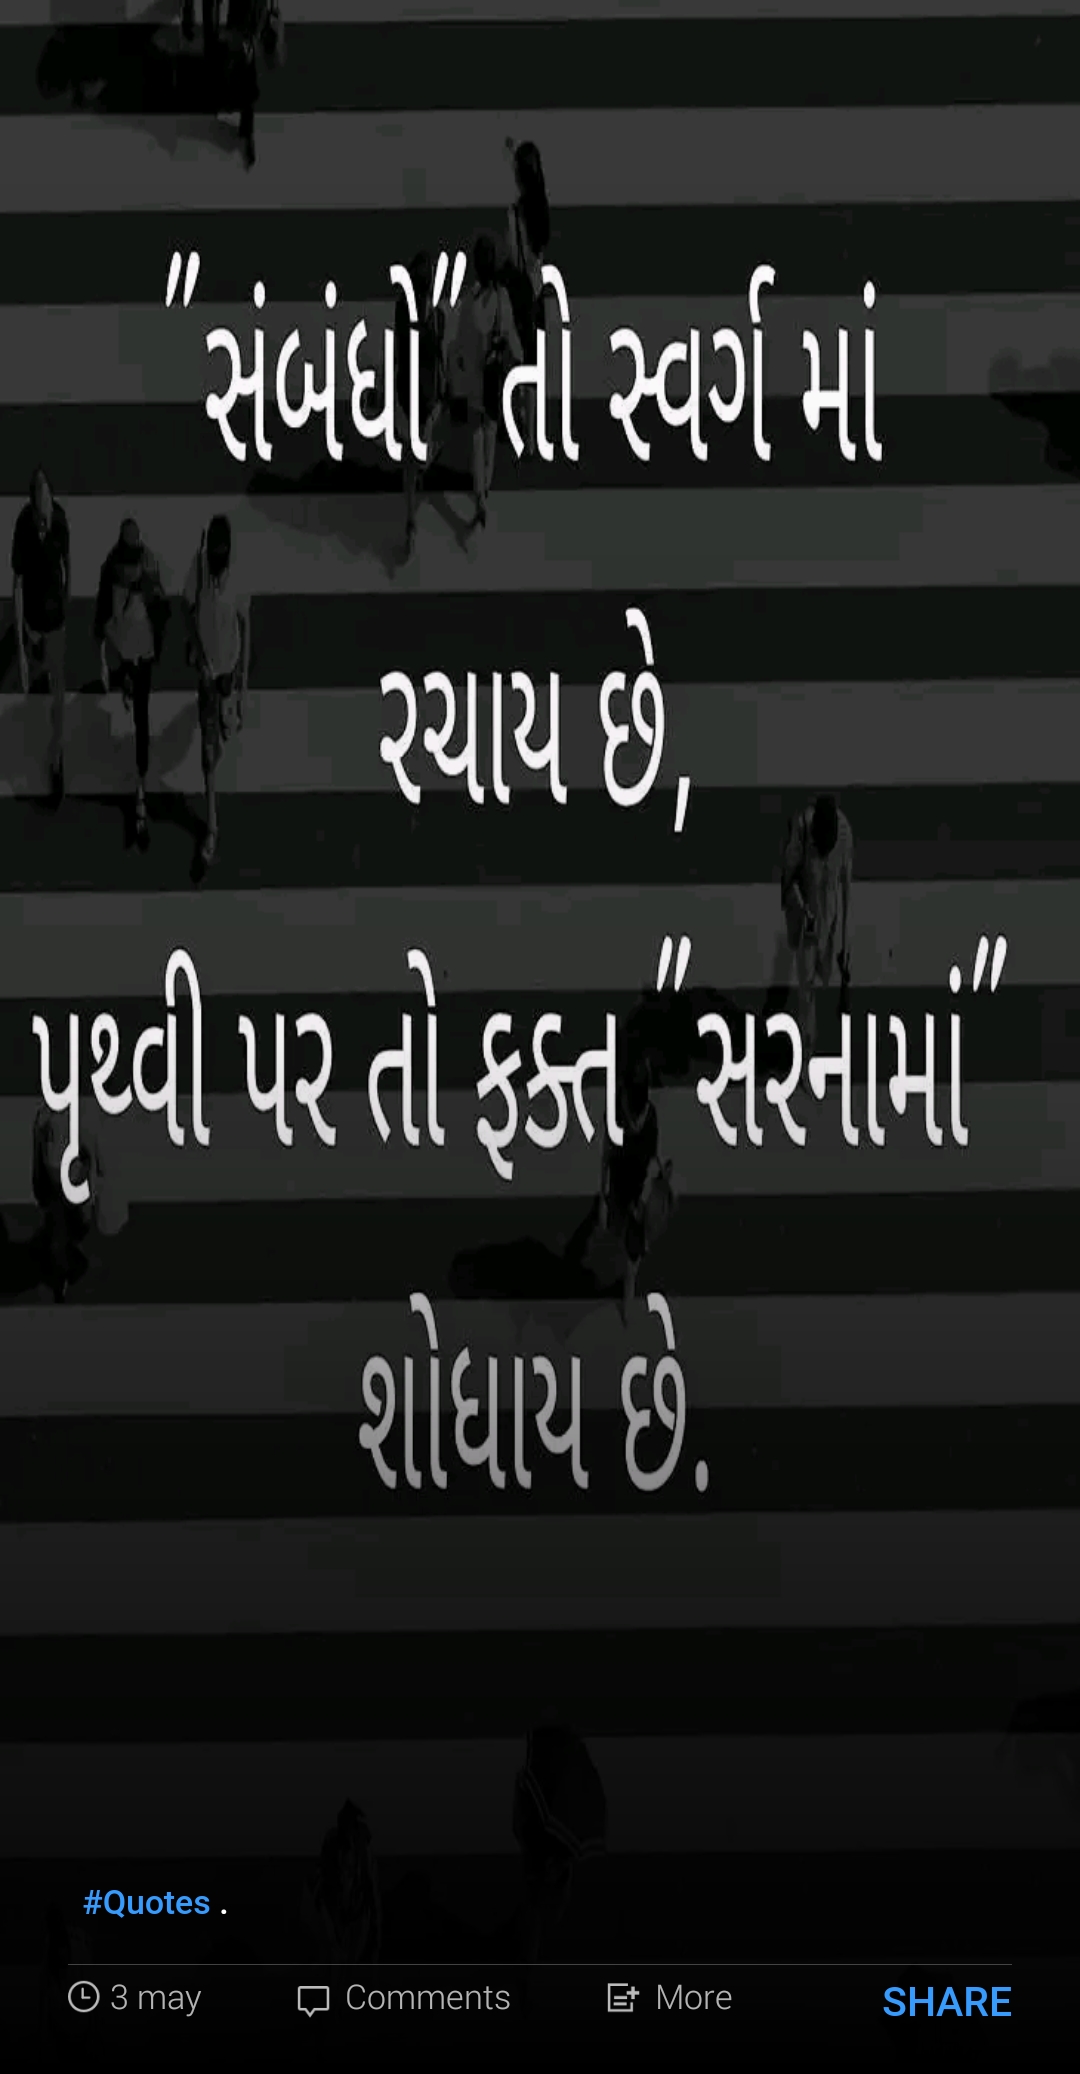 "સંબંધો" તો સ્વર્ગ માં
રચાય છે,
પૃથ્વી પર તો ફક્ત "સરનામાં"
શોધાય છે.
#Quotes .
3 may Comments More SHARE